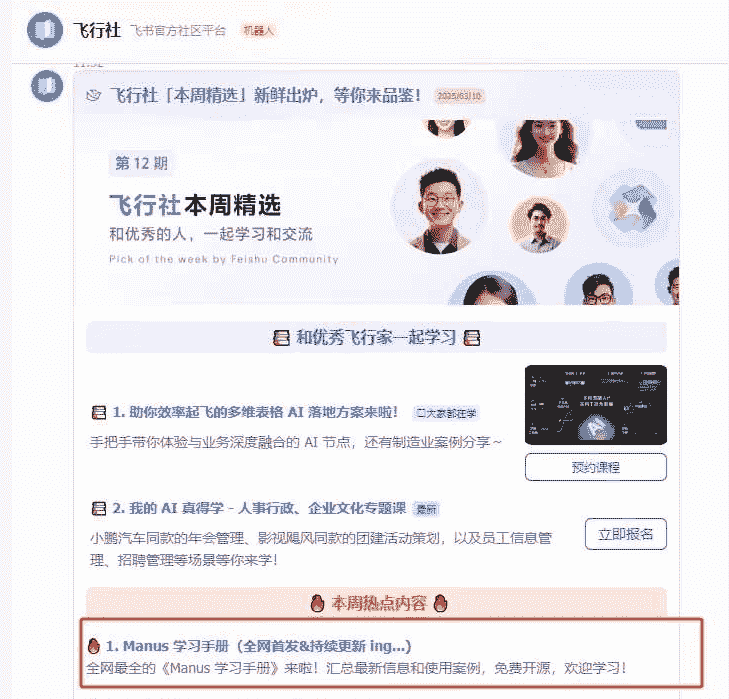 飞行社 飞书官方社区平台 机器人
飞行社「本周精选」新鲜出炉，等你来品鉴！ 2025/03/10
第 12 期
飞行社本周精选
和优秀的人，一起学习和交流
Pick of the week by Feishu Community
和优秀飞行家一起学习
1. 助你效率起飞的多维表格 AI 落地方案来啦！ 大家都在学
手把手带你体验与业务深度融合的 AI 节点，还有制造业案例分享～
预约课程
2. 我的 AI 真得学 - 人事行政、企业文化专题课 最新
小鹏汽车同款的年会管理、影视飓风同款的团建活动策划，以及员工信息管
理、招聘管理等场景等你来学！
立即报名
本周热点内容
1. Manus 学习手册（全网首发&持续更新 ing...)
全网最全的《Manus 学习手册》来啦！汇总最新信息和使用案例，免费开源，欢迎学习！